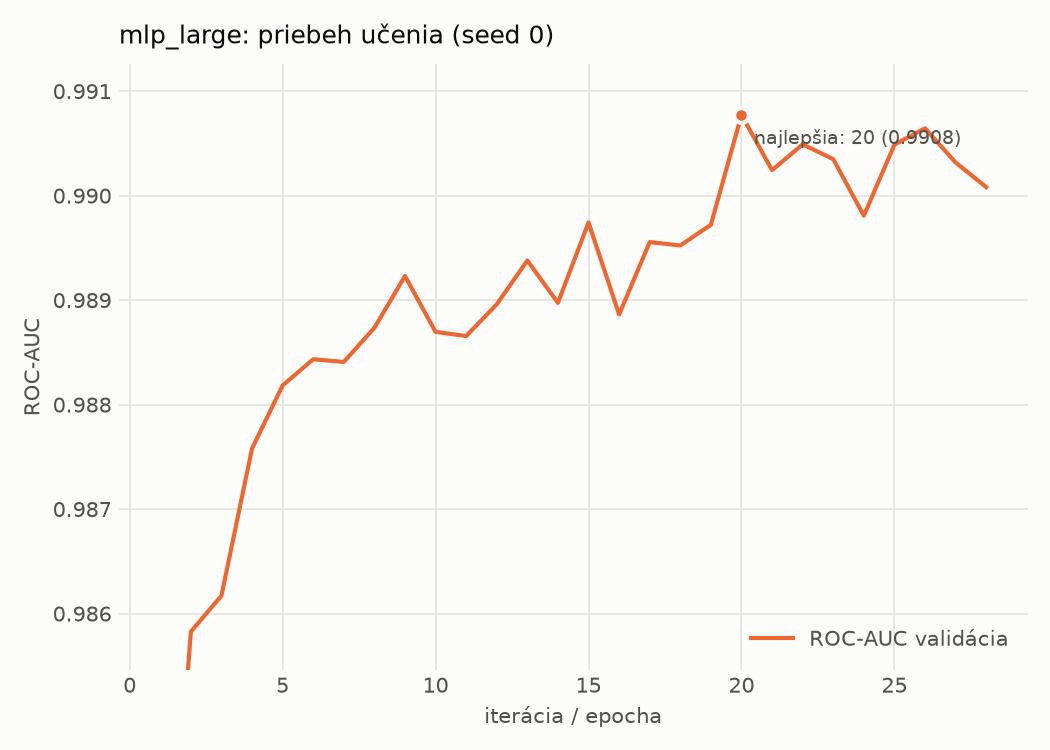 mlp_large: priebeh učenia (seed 0)
0.991
najlepšia: 20 (0.9908)
0.990
0.989
0.988
ROC-AUC
0.987
0.986
ROC-AUC validácia
0 5 10 15 20 25
iterácia / epocha